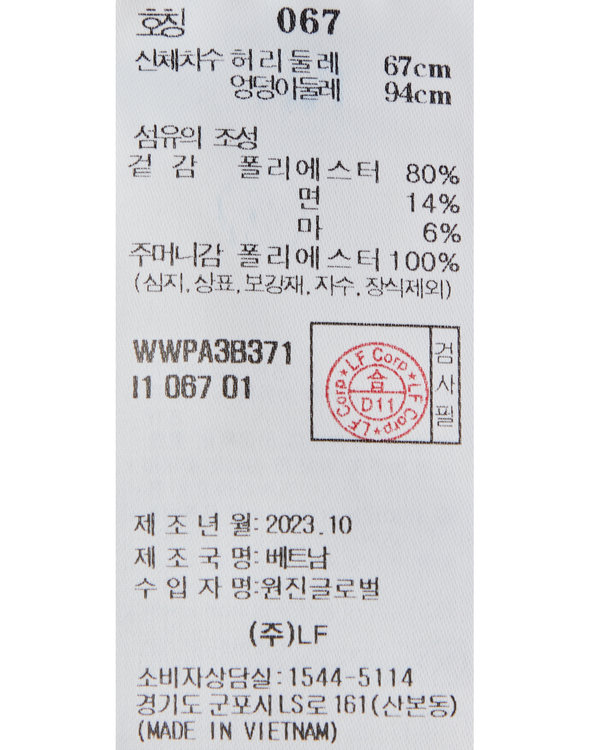 호칭 067
신체치수 허리둘레 67cm
엉덩이둘레 94cm
섬유의 조성
겉 감 폴리에스터 80%
면 14%
마 6%
주머니감 폴리에스터 100%
(심지,상표,보강재,자수,장식제외)
WWPA3B371
I1 067 01
LF Corp★LF Corp★LF Corp★
合
D11
검사필
제조년월: 2023.10
제조국명: 베트남
수입자명:원진글로벌
(주)LF
소비자상담실:1544-5114
경기도 군포시 LS로 161(산본동)
(MADE IN VIETNAM)